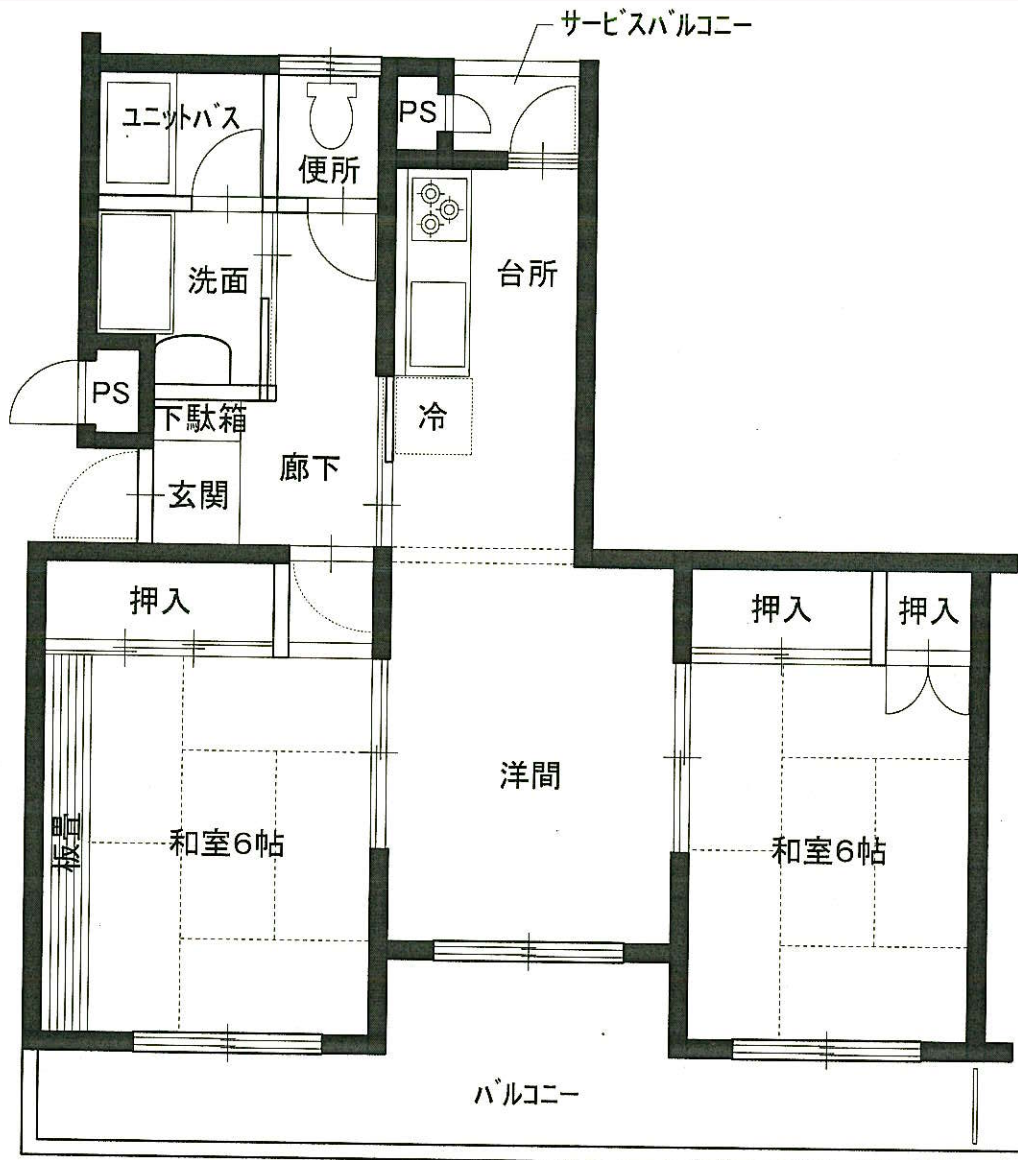 サービスバルコニー
ユニットバス
PS
便所
洗面
台所
PS
下駄箱
冷
廊下
玄関
押入
押入
押入
洋間
板畳
和室6帖
和室6帖
バルコニー